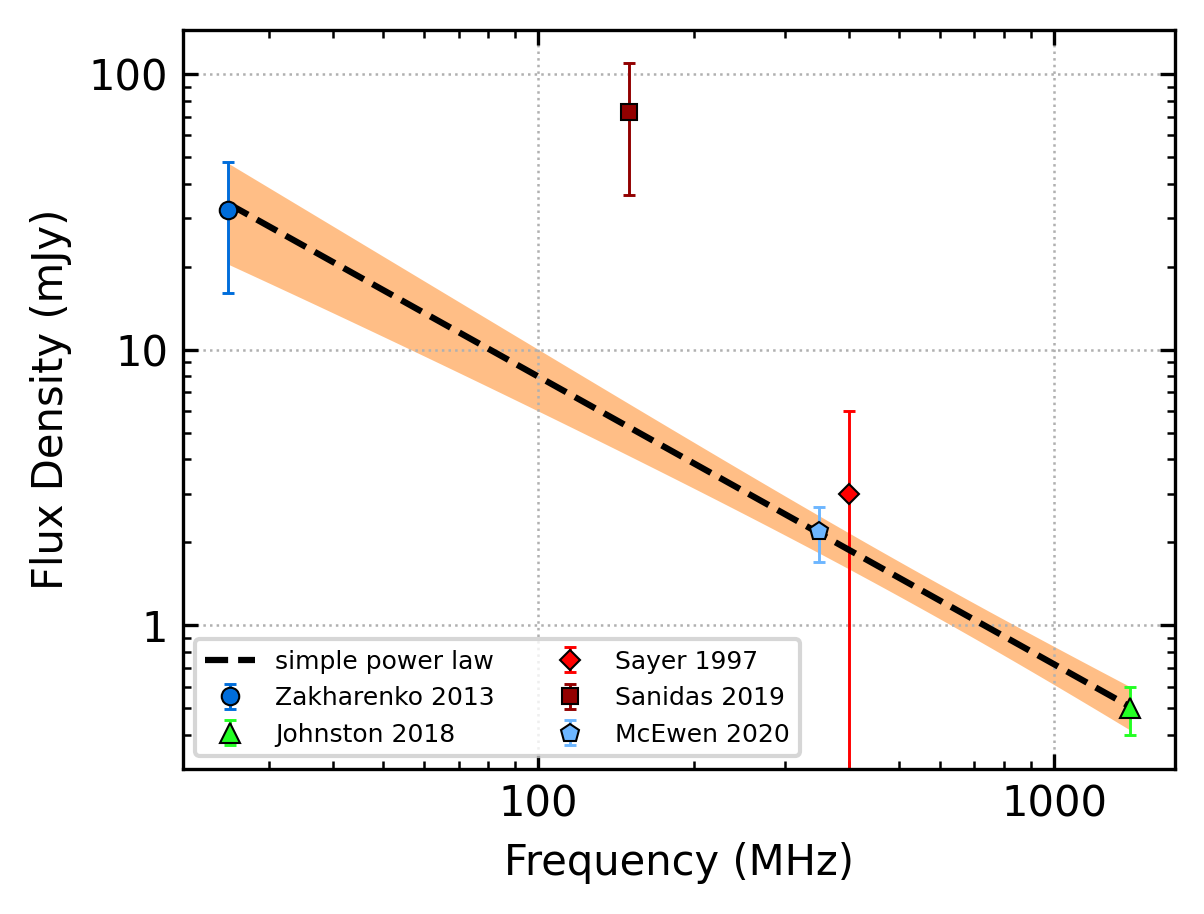 100
10
1
Flux Density (mJy)
simple power law
Zakharenko 2013
Johnston 2018
Sayer 1997
Sanidas 2019
McEwen 2020
100
1000
Frequency (MHz)